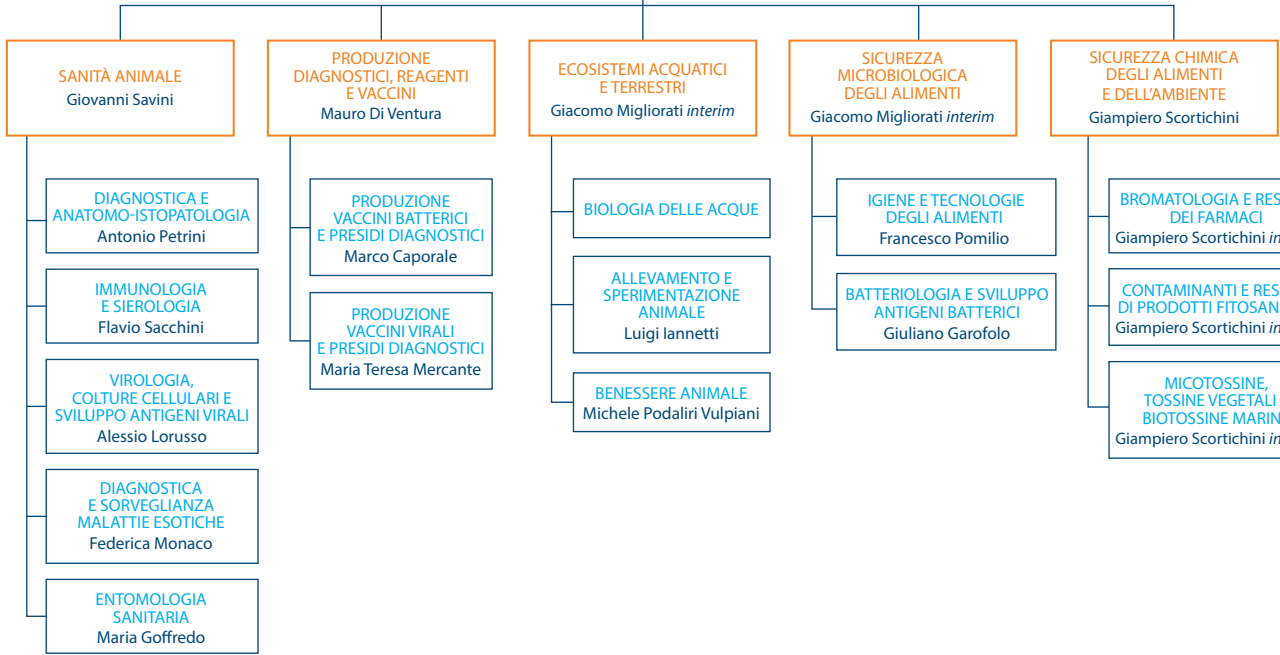 SANITÀ ANIMALE
Giovanni Savini
DIAGNOSTICA E
ANATOMO-ISTOPATOLOGIA
Antonio Petrini
IMMUNOLOGIA
E SIEROLOGIA
Flavio Sacchini
VIROLOGIA,
COLTURE CELLULARI E
SVILUPPO ANTIGENI VIRALI
Alessio Lorusso
DIAGNOSTICA
E SORVEGLIANZA
MALATTIE ESOTICHE
Federica Monaco
ENTOMOLOGIA
SANITARIA
Maria Goffredo
PRODUZIONE
DIAGNOSTICI, REAGENTI
E VACCINI
Mauro Di Ventura
PRODUZIONE
VACCINI BATTERICI
E PRESIDI DIAGNOSTICI
Marco Caporale
PRODUZIONE
VACCINI VIRALI
E PRESIDI DIAGNOSTICI
Maria Teresa Mercante
ECOSISTEMI ACQUATICI
E TERRESTRI
Giacomo Migliorati interim
BIOLOGIA DELLE ACQUE
ALLEVAMENTO E
SPERIMENTAZIONE
ANIMALE
Luigi Iannetti
BENESSERE ANIMALE
Michele Podaliri Vulpiani
SICUREZZA
MICROBIOLOGICA
DEGLI ALIMENTI
Giacomo Migliorati interim
IGIENE E TECNOLOGIE
DEGLI ALIMENTI
Francesco Pomilio
BATTERIOLOGIA E SVILUPPO
ANTIGENI BATTERICI
Giuliano Garofolo
SICUREZZA CHIMICA
DEGLI ALIMENTI
E DELL'AMBIENTE
Giampiero Scortichini
BROMATOLOGIA E
DEI FARMACI
Giampiero Scortichini
CONTAMINANTI E
DI PRODOTTI
Giampiero Scortichini
MICOTOSSINE,
TOSSINE VEGETALI
BIOTOSSINE
Giampiero Scortichini